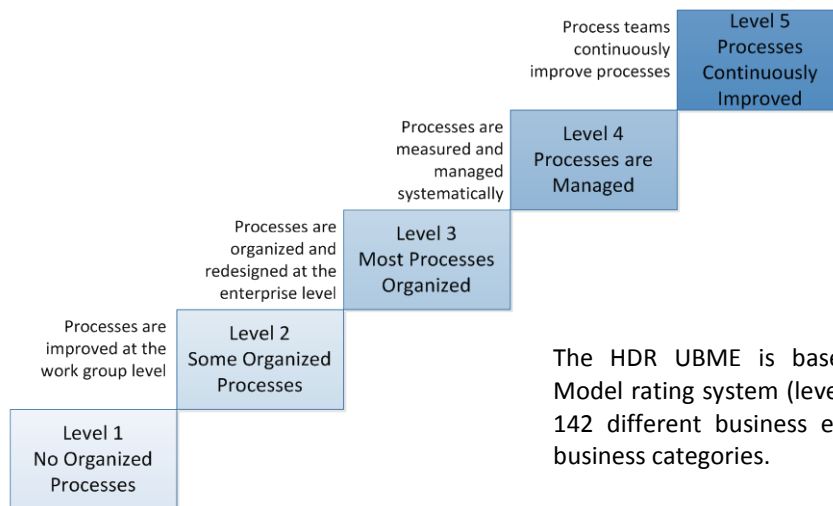 Process teams
continuously
improve processes
Level 5
Processes
Continuously
Improved
Processes are
measured and
managed
systematically
Level 4
Processes are
Managed
Processes are
organized and
redesigned at the
enterprise level
Level 3
Most Processes
Organized
Processes are
improved at the
work group level
Level 2
Some Organized
Processes
Level 1
No Organized
Processes
The HDR UBME is base
Model rating system (leve
142 different business e
business categories.